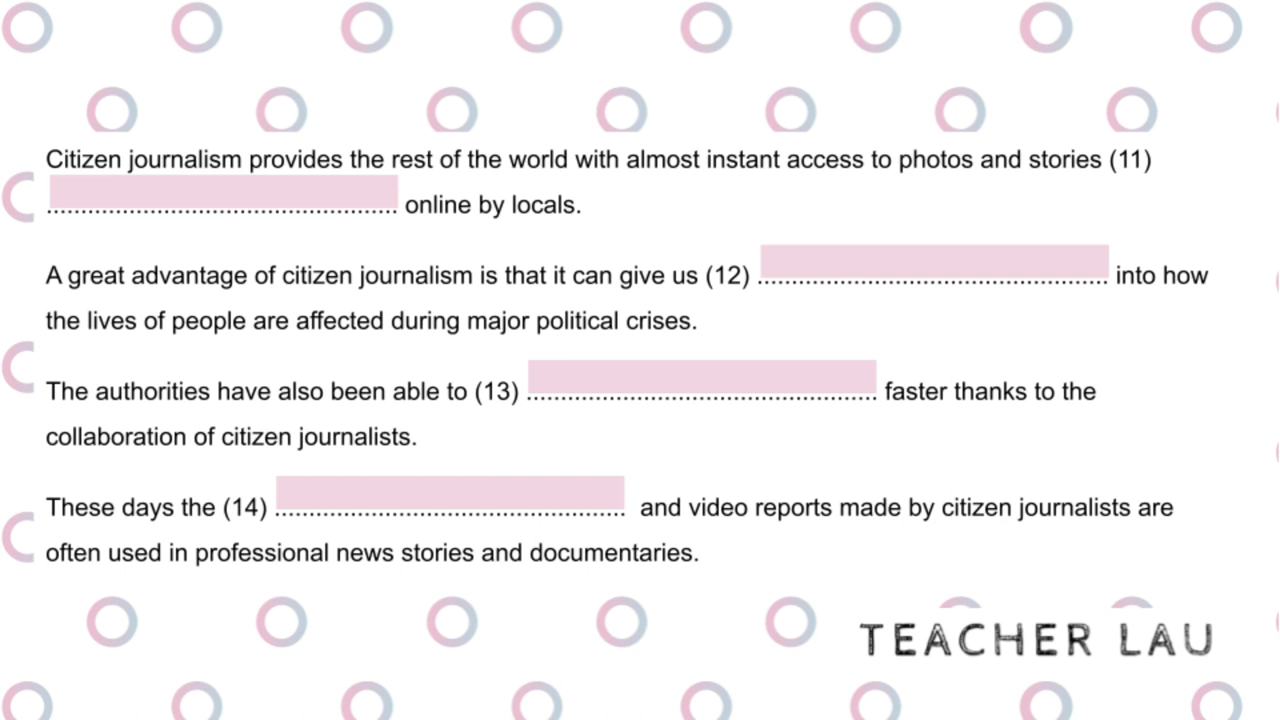 Citizen journalism provides the rest of the world with almost instant access to photos and stories (11)
.................................................... online by locals.
A great advantage of citizen journalism is that it can give us (12) .................................................... into how
the lives of people are affected during major political crises.
The authorities have also been able to (13) .................................................... faster thanks to the
collaboration of citizen journalists.
These days the (14) .................................................... and video reports made by citizen journalists are
often used in professional news stories and documentaries.
TEACHER LAU